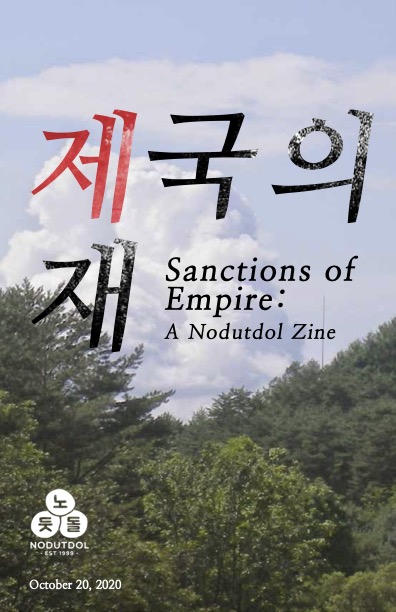 제국의
재
Sanctions of
Empire:
A Nodutdol Zine
노
둣돌
NODUTDOL
- EST 1999 -
October 20, 2020